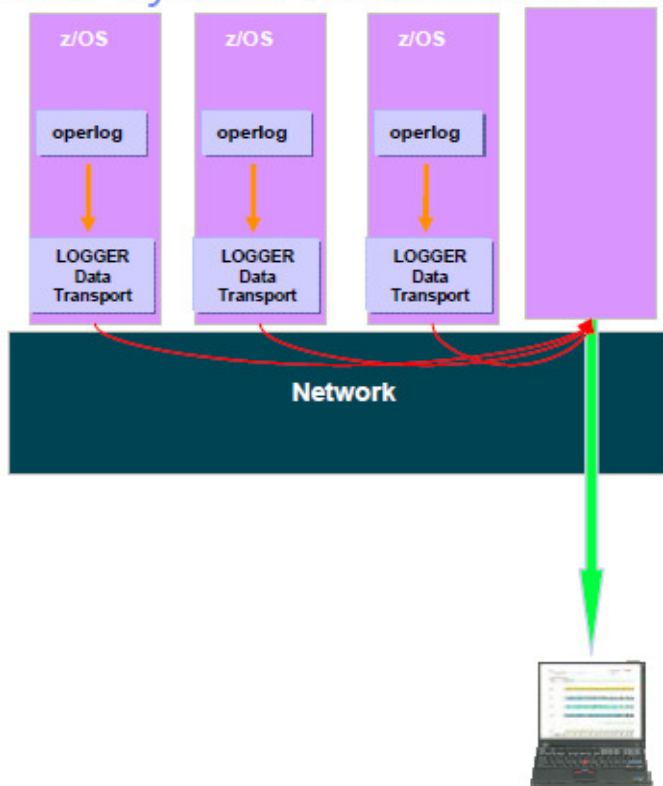 z/OS
z/OS
z/OS
operlog
operlog
operlog
LOGGER
Data
Transport
LOGGER
Data
Transport
LOGGER
Data
Transport
Network